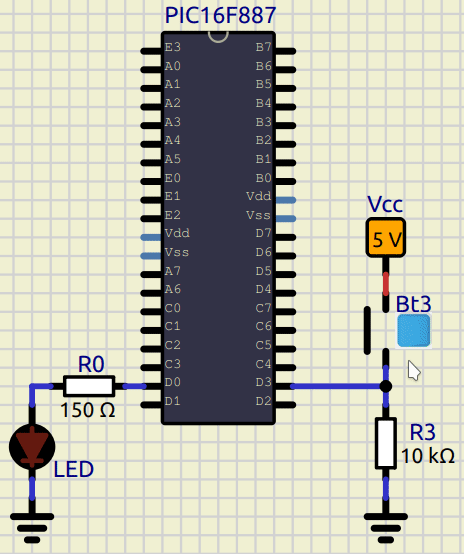 PIC16F887
E3 B7
A0 B6
A1 B5
A2 B4
A3 B3
A4 B2
A5 B1
E0 B0
E1 Vdd
E2 Vss
Vdd D7
Vss D6
A7 D5
A6 D4
C0 C7
C1 C6
C2 C5
C3 C4
D0 D3
D1 D2
Vcc
5 V
Bt3
R0
150 Ω
LED
R3
10 kΩ